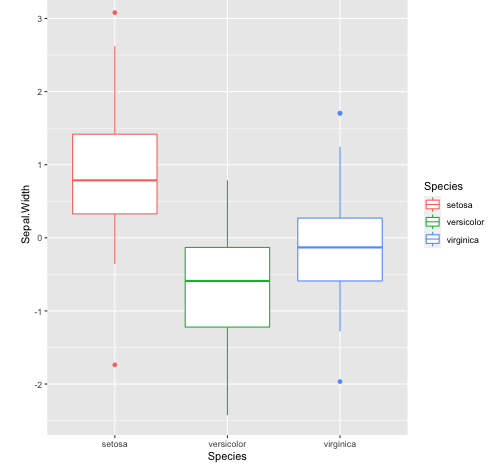 3
2
1
0
-1
-2
Sepal.Width
setosa versicolor virginica
Species
Species
setosa
versicolor
virginica